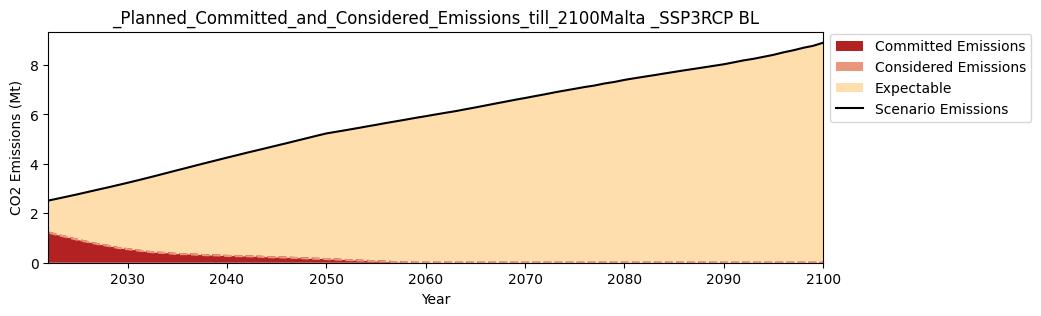 _Planned_Committed_and_Considered_Emissions_till_2100Malta _SSP3RCP BL
Committed Emissions
Considered Emissions
Expectable
Scenario Emissions
CO2 Emissions (Mt)
8
6
4
2
0
2030 2040 2050 2060 2070 2080 2090 2100
Year